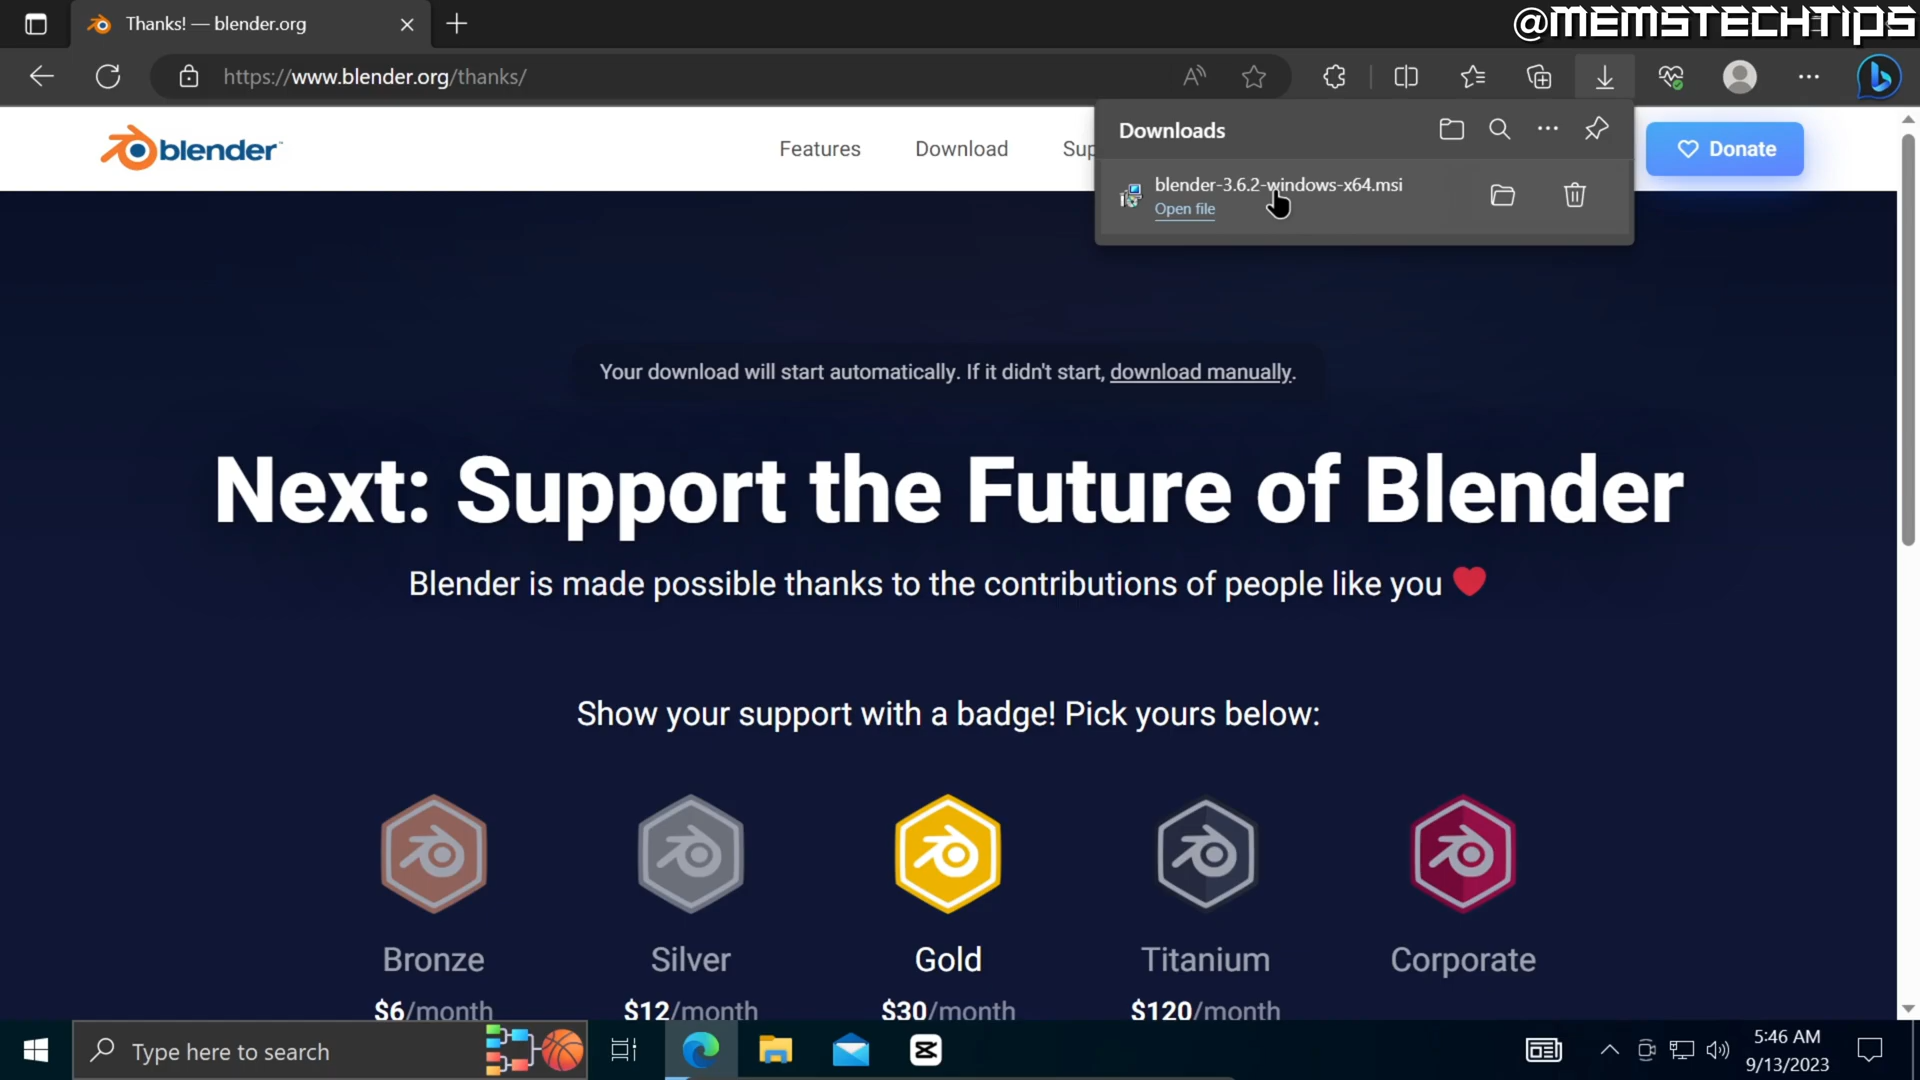 Thanks! — blender.org
@MEMSTECHTIPS
https://www.blender.org/thanks/
blender
Features
Download
Sup
Downloads
Donate
blender-3.6.2-windows-x64.msi
Open file
Your download will start automatically. If it didn't start, download manually.
Next: Support the Future of Blender
Blender is made possible thanks to the contributions of people like you
Show your support with a badge! Pick yours below:
Bronze
Silver
Gold
Titanium
Corporate
$6/month
$12/month
$30/month
$120/month
Type here to search
5:46 AM
9/13/2023